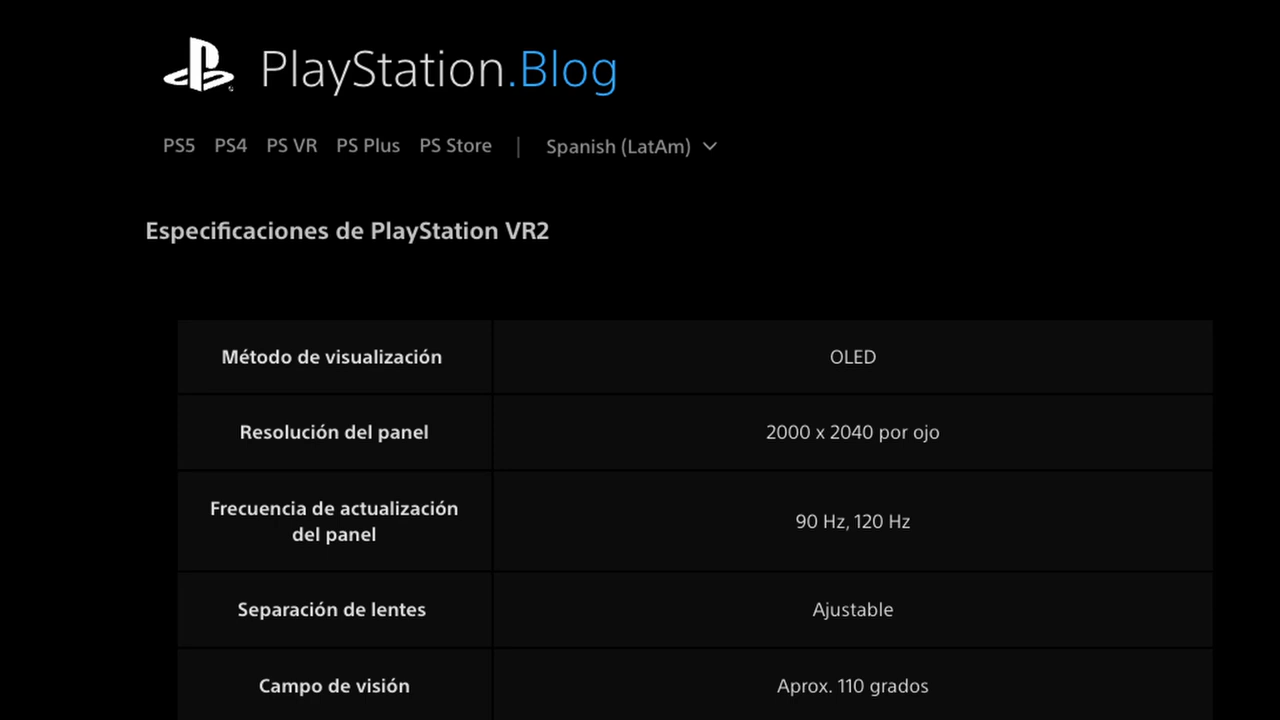 PlayStation.Blog
PS5 PS4 PS VR PS Plus PS Store | Spanish (LatAm)
Especificaciones de PlayStation VR2
Método de visualización OLED
Resolución del panel 2000 x 2040 por ojo
Frecuencia de actualización
del panel 90 Hz, 120 Hz
Separación de lentes Ajustable
Campo de visión Aprox. 110 grados